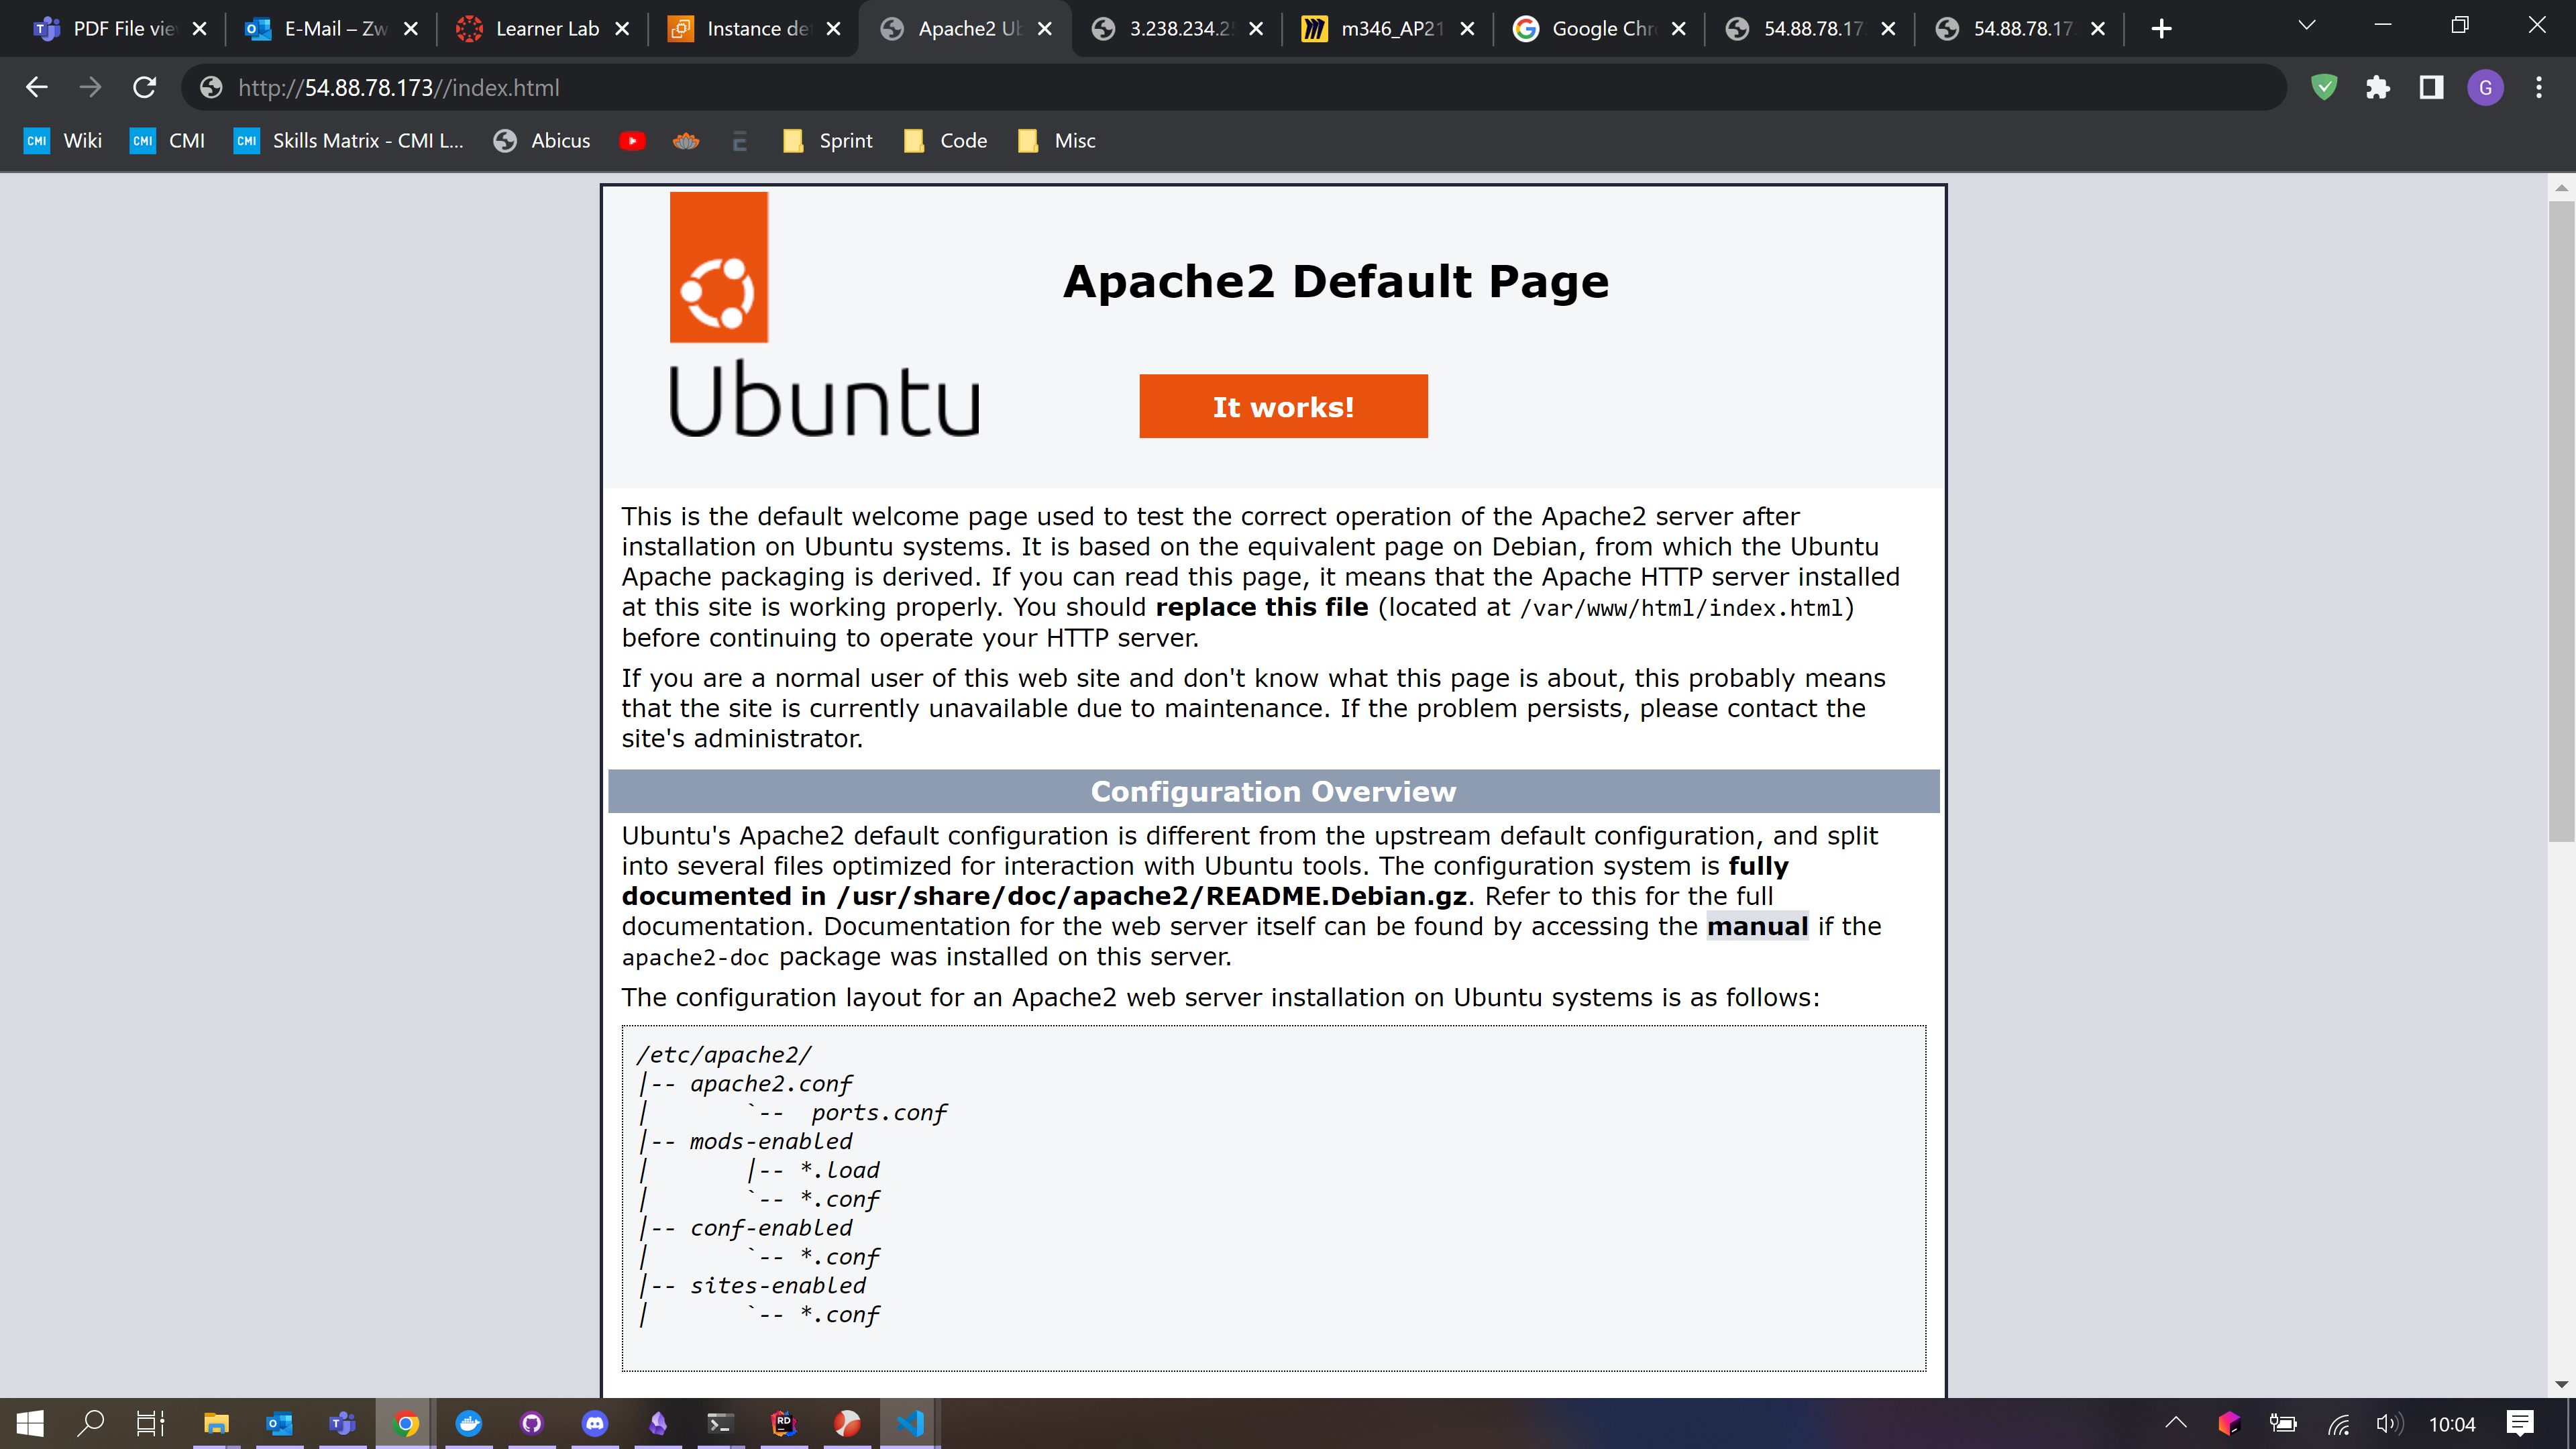 PDF File vie
E-Mail – Zw
Learner Lab
Instance de
Apache2 Ub
3.238.234.2
m346_AP21
Google Chr
54.88.78.17
54.88.78.17
http://54.88.78.173//index.html
G
CMI Wiki
CMI CMI
CMI Skills Matrix - CMI L...
Abicus
Sprint
Code
Misc
Apache2 Default Page
Ubuntu
It works!
This is the default welcome page used to test the correct operation of the Apache2 server after
installation on Ubuntu systems. It is based on the equivalent page on Debian, from which the Ubuntu
Apache packaging is derived. If you can read this page, it means that the Apache HTTP server installed
at this site is working properly. You should replace this file (located at /var/www/html/index.html)
before continuing to operate your HTTP server.
If you are a normal user of this web site and don't know what this page is about, this probably means
that the site is currently unavailable due to maintenance. If the problem persists, please contact the
site's administrator.
Configuration Overview
Ubuntu's Apache2 default configuration is different from the upstream default configuration, and split
into several files optimized for interaction with Ubuntu tools. The configuration system is fully
documented in /usr/share/doc/apache2/README.Debian.gz. Refer to this for the full
documentation. Documentation for the web server itself can be found by accessing the manual if the
apache2-doc package was installed on this server.
The configuration layout for an Apache2 web server installation on Ubuntu systems is as follows:
/etc/apache2/
|-- apache2.conf
|       `--  ports.conf
|-- mods-enabled
|       |-- *.load
|       `-- *.conf
|-- conf-enabled
|       `-- *.conf
|-- sites-enabled
|       `-- *.conf
10:04